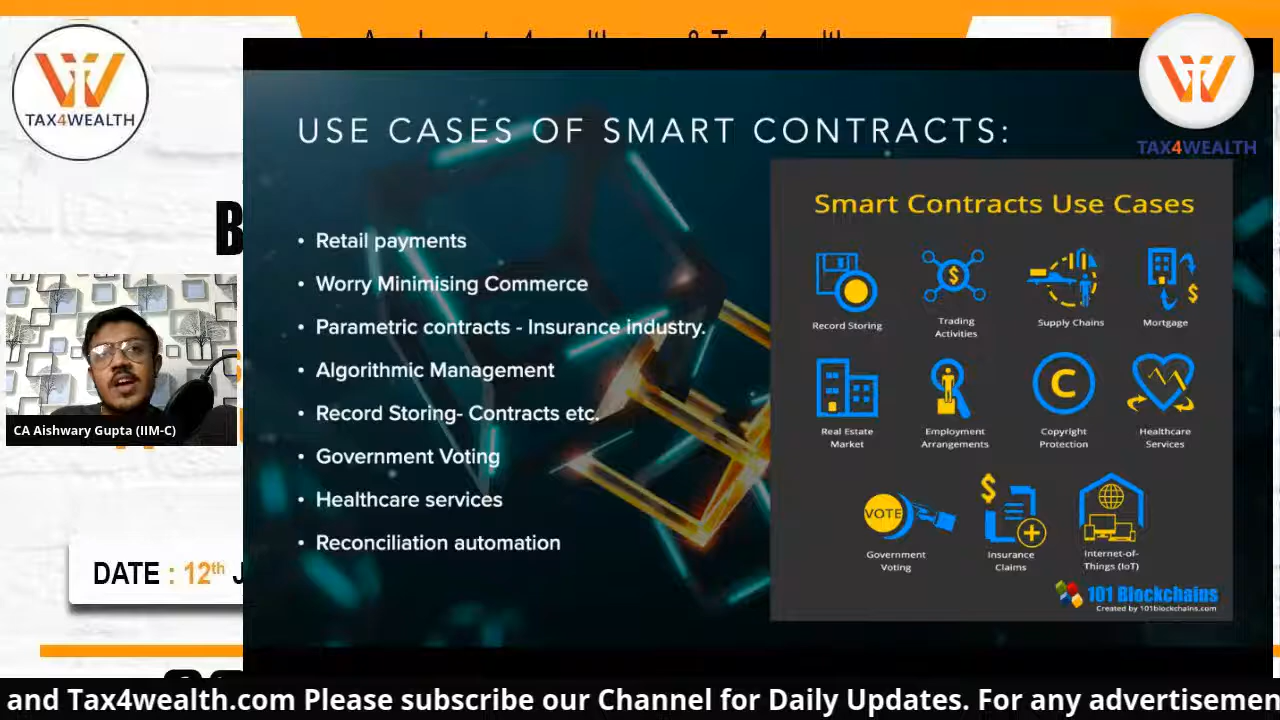 TAX4WEALTH
TAX4WEALTH
USE CASES OF SMART CONTRACTS:
• Retail payments
• Worry Minimising Commerce
• Parametric contracts - Insurance industry.
• Algorithmic Management
• Record Storing- Contracts etc.
• Government Voting
• Healthcare services
• Reconciliation automation
Smart Contracts Use Cases
Record Storing
Trading
Activities
Supply Chains
Mortgage
Real Estate
Market
Employment
Arrangements
C
Copyright
Protection
Healthcare
Services
VOTE
Government
Voting
Insurance
Claims
Internet-of-
Things (IoT)
101 Blockchains
Created by 101blockchains.com
B
CA Aishwary Gupta (IIM-C)
DATE : 12th J
and Tax4wealth.com Please subscribe our Channel for Daily Updates. For any advertisemen